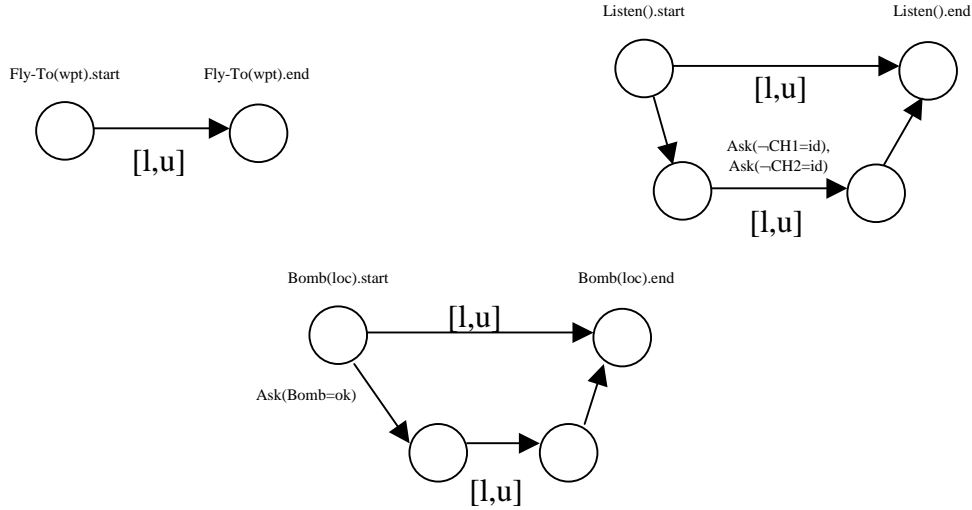 Listen().start
Listen().end
Fly-To(wpt).start
Fly-To(wpt).end
[l,u]
[l,u]
Ask(¬CH1=id),
Ask(¬CH2=id)
[l,u]
Bomb(loc).start
Bomb(loc).end
[l,u]
Ask(Bomb=ok)
[l,u]